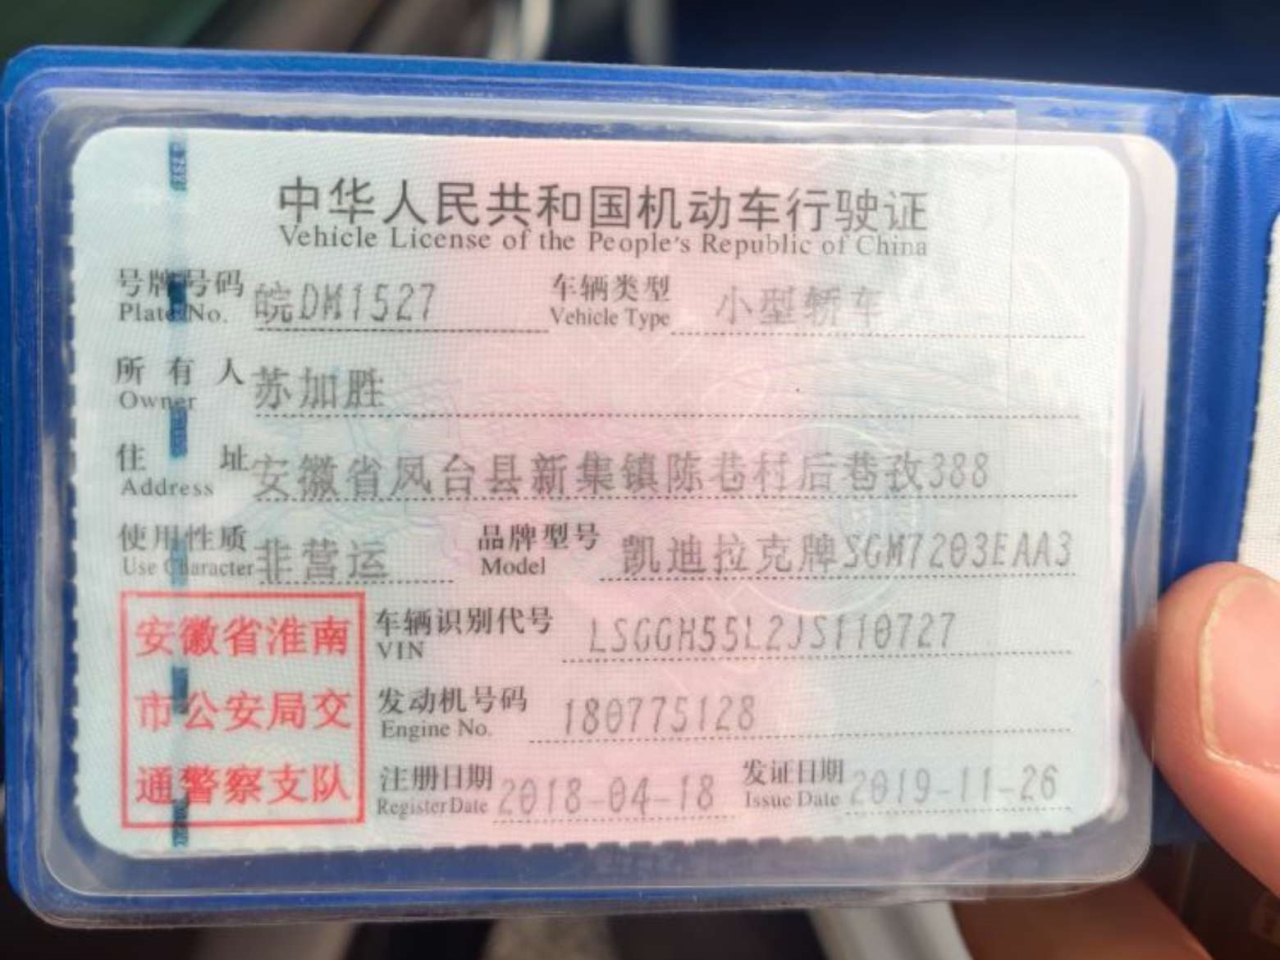 中华人民共和国机动车行驶证
Vehicle License of the People's Republic of China
号牌号码 皖DM1527 车辆类型 小型轿车
Plate No. Vehicle Type
所有人 苏加胜
Owner
住址 安徽省凤台县新集镇陈巷村后巷孜388
Address
使用性质 非营运 品牌型号 凯迪拉克牌SGM7203EAA3
Use Character Model
车辆识别代号 LSGGH55L2JS110727
VIN
发动机号码 180775128
Engine No.
注册日期 2018-04-18 发证日期 2019-11-26
Register Date Issue Date
安徽省淮南
市公安局交
通警察支队